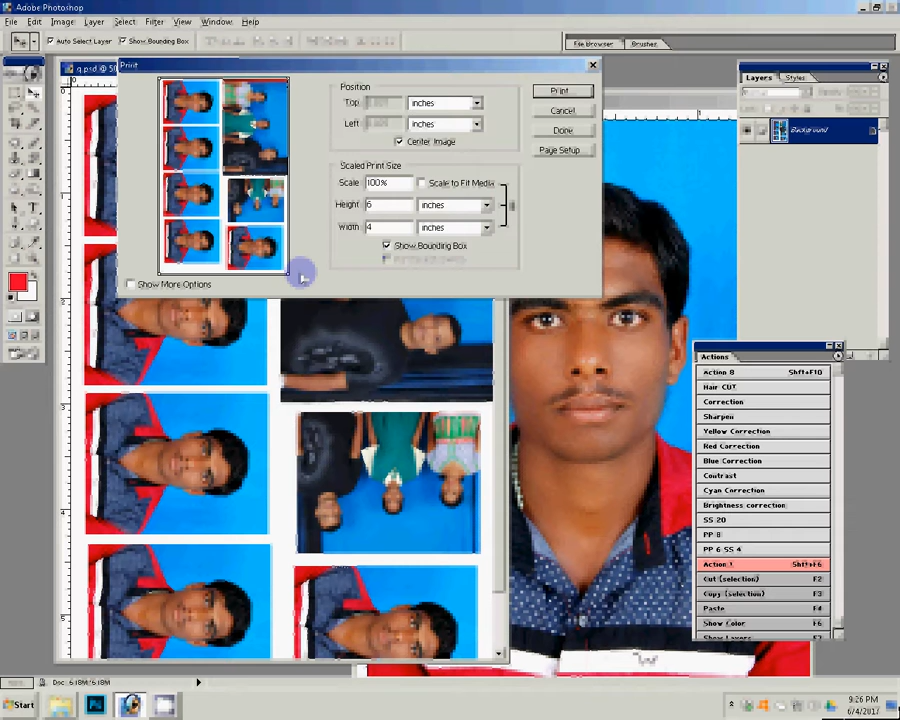 Adobe Photoshop
File Edit Image Layer Select Filter View Window Help
Auto Select Layer Show Bounding Box
File Browser Brushes
Print
Position
Top inches
Left inches
Center Image
Print...
Cancel
Done
Page Setup
Scaled Print Size
Scale 100% Scale to Fit Media
Height 6 inches
Width 4 inches
Show Bounding Box
Show More Options
Layers Styles
Background
Actions
Action 8 Shft+F10
Hair CUT
Correction
Sharpen
Yellow Correction
Red Correction
Blue Correction
Contrast
Cyan Correction
Brightness correction
SS 20
PP 8
PP 6 SS 4
Action 1 Shft+F6
Cut (selection) F2
Copy (selection) F3
Paste F4
Show Color F6
Show Layers F7
Start
9:26 PM
6/4/2017